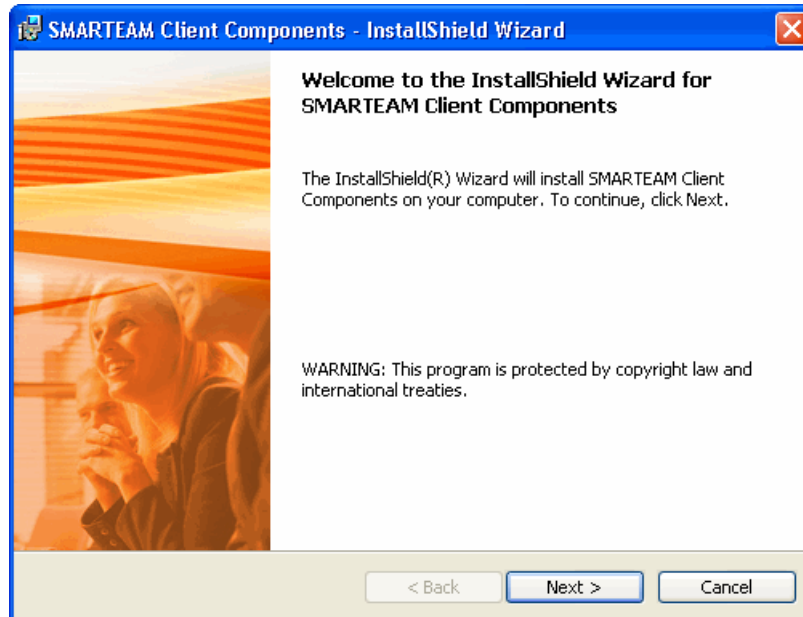 SMARTEAM Client Components - InstallShield Wizard
Welcome to the InstallShield Wizard for
SMARTEAM Client Components
The InstallShield(R) Wizard will install SMARTEAM Client
Components on your computer. To continue, click Next.
WARNING: This program is protected by copyright law and
international treaties.
< Back
Next >
Cancel